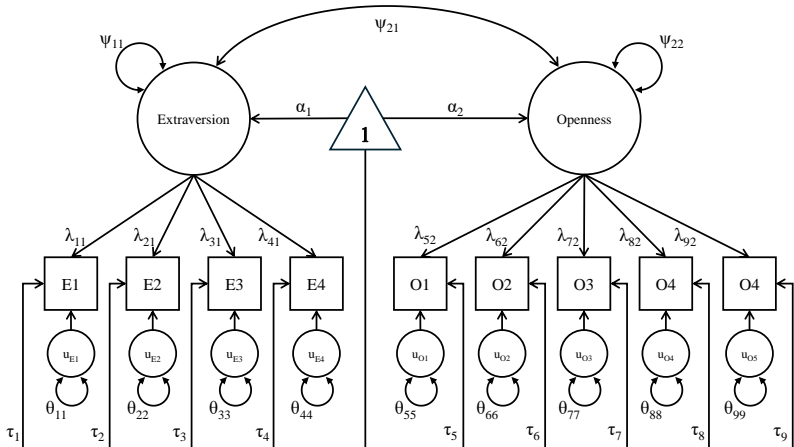 ψ21
ψ11
ψ22
Extraversion
α1
1
α2
Openness
λ11 λ21 λ31 λ41
λ52 λ62 λ72 λ82 λ92
E1 E2 E3 E4
O1 O2 O3 O4 O4
uE1 uE2 uE3 uE4
uO1 uO2 uO3 uO4 uO5
θ11 θ22 θ33 θ44
θ55 θ66 θ77 θ88 θ99
τ1 τ2 τ3 τ4
τ5 τ6 τ7 τ8 τ9